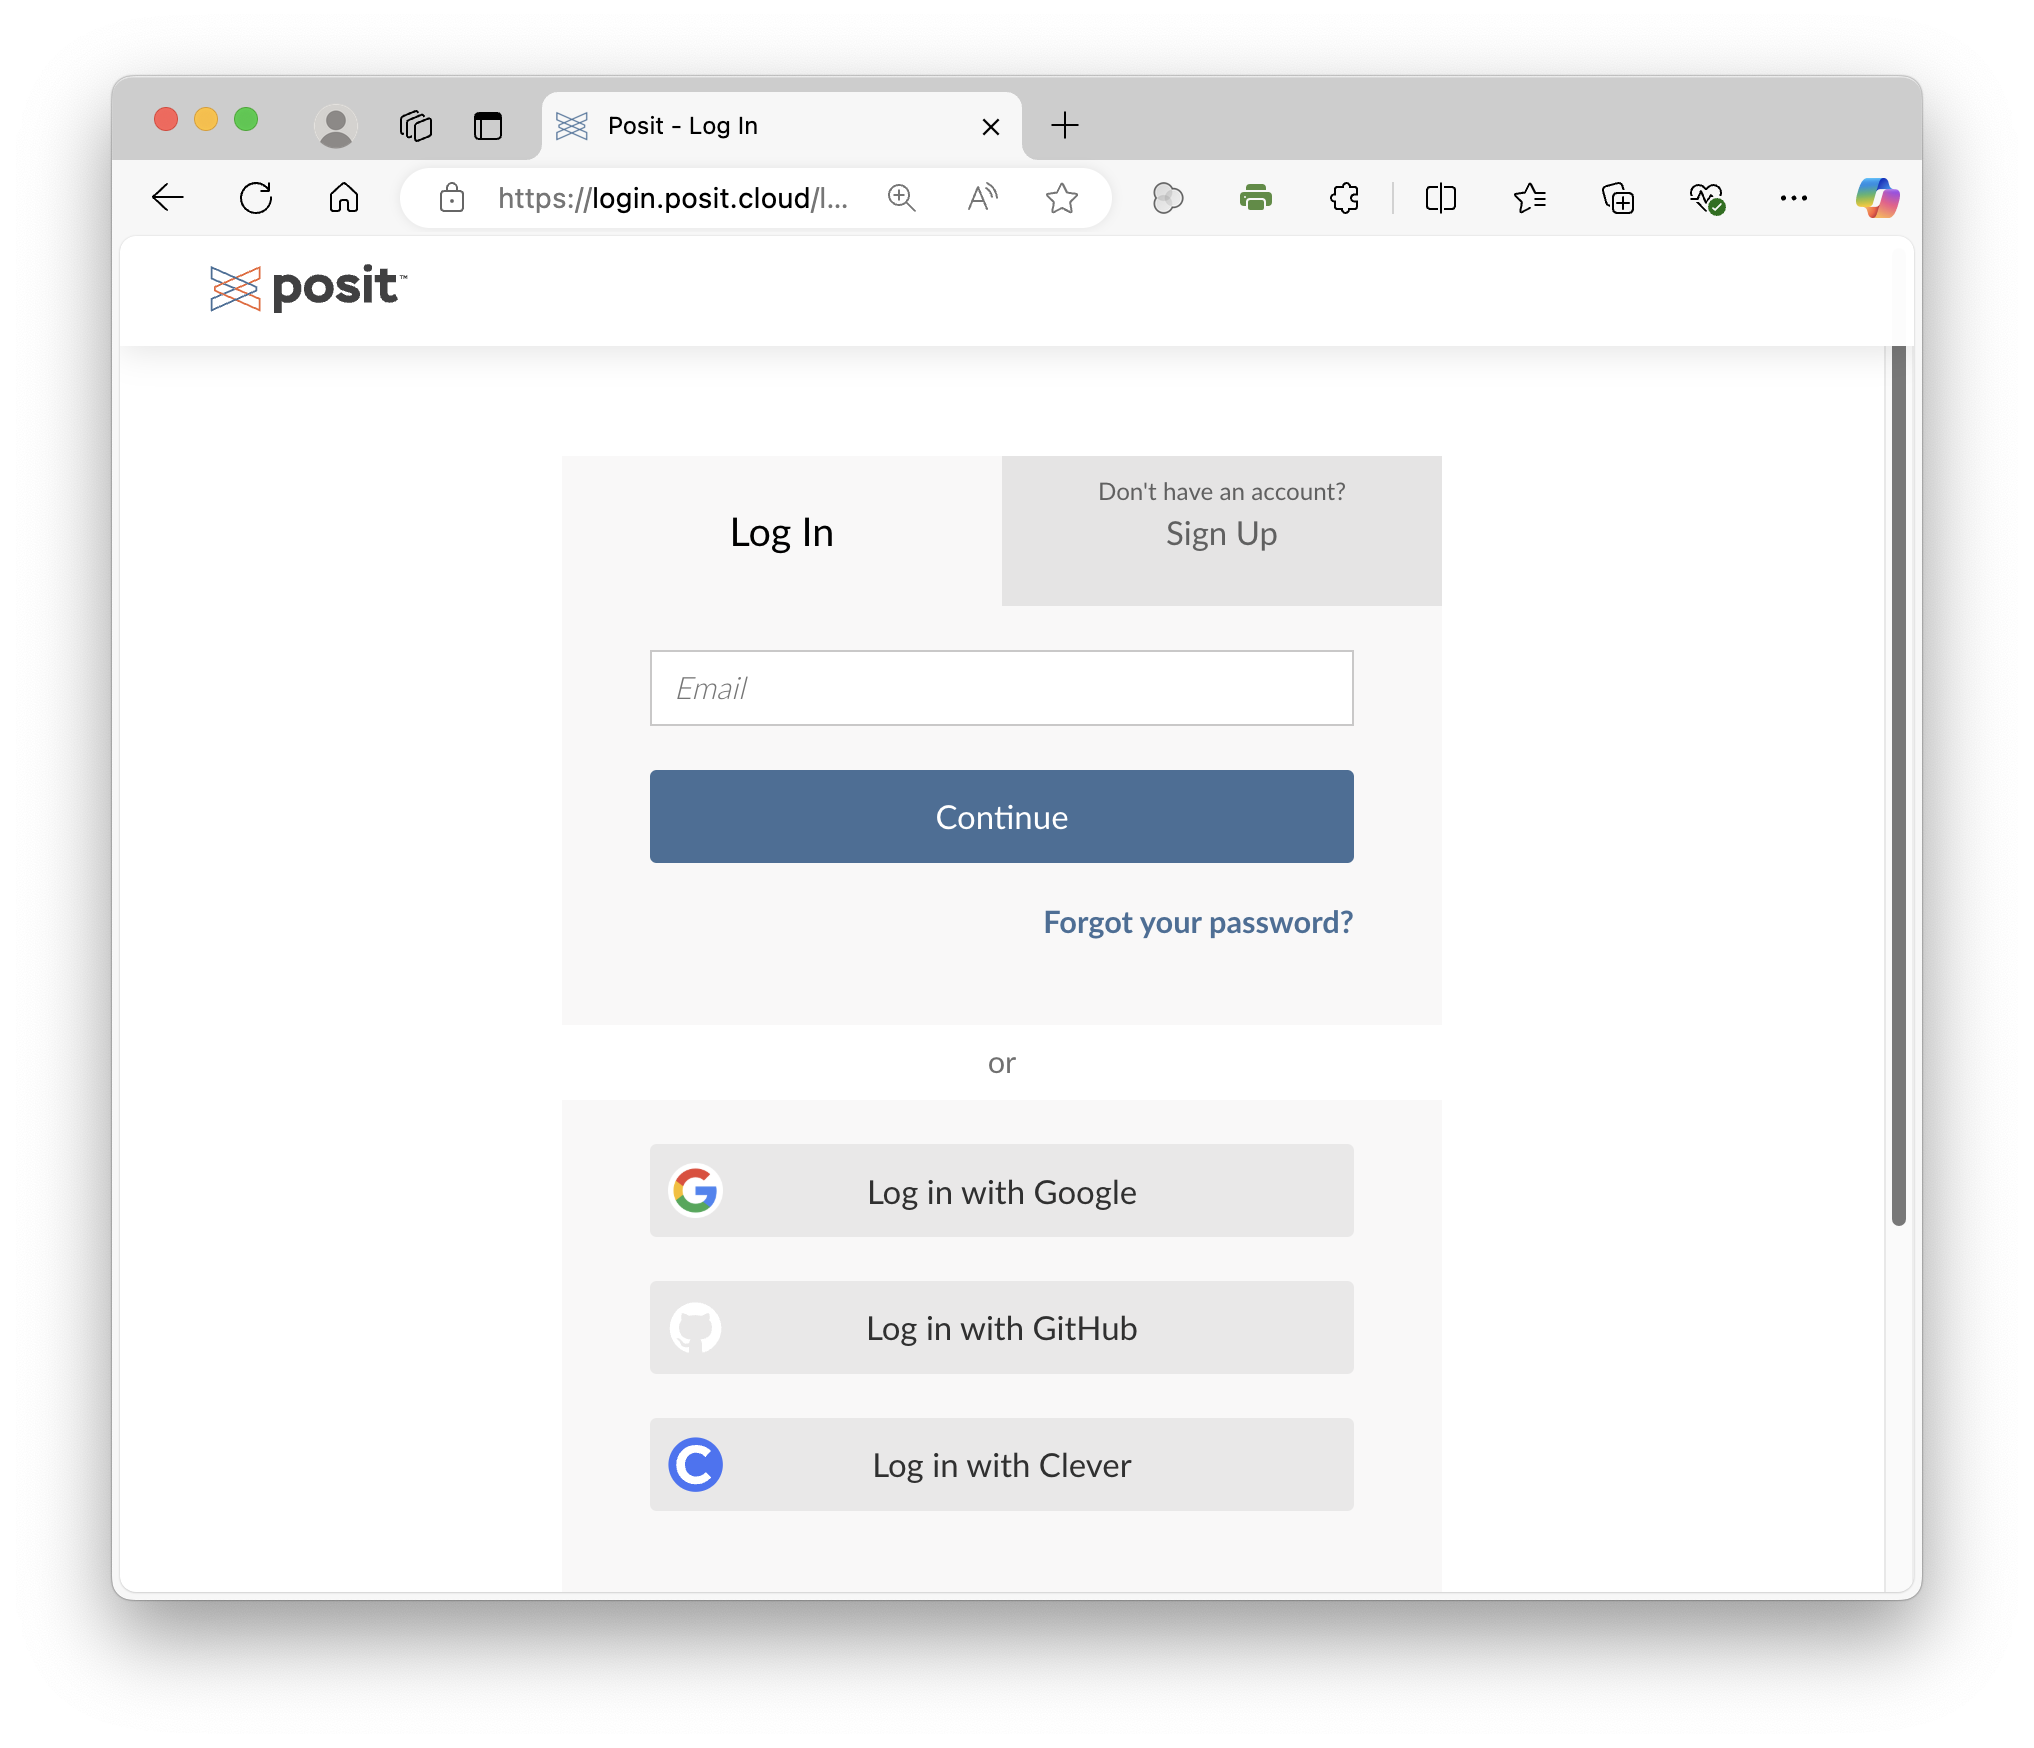 Posit - Log In
https://login.posit.cloud/l...
posit™
Log In
Don't have an account?
Sign Up
Email
Continue
Forgot your password?
or
Log in with Google
Log in with GitHub
Log in with Clever